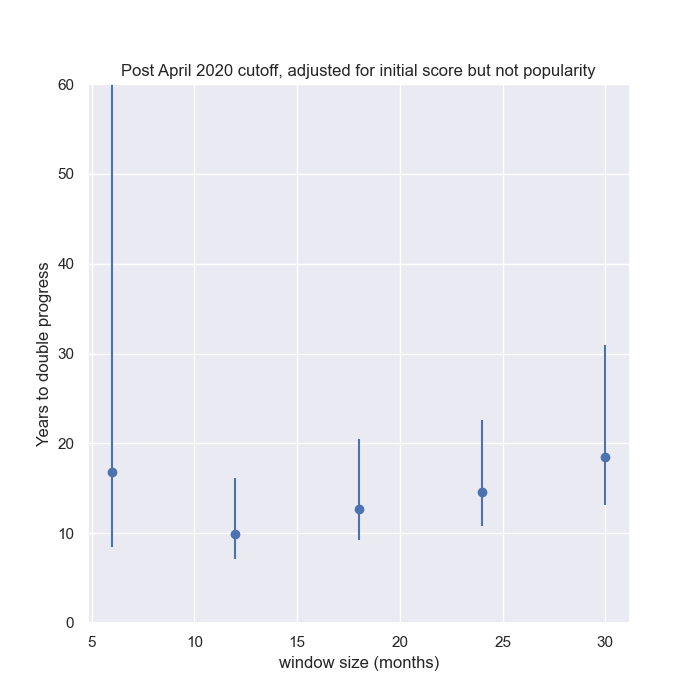 Post April 2020 cutoff, adjusted for initial score but not popularity
60
50
40
30
20
10
0
Years to double progress
5 10 15 20 25 30
window size (months)